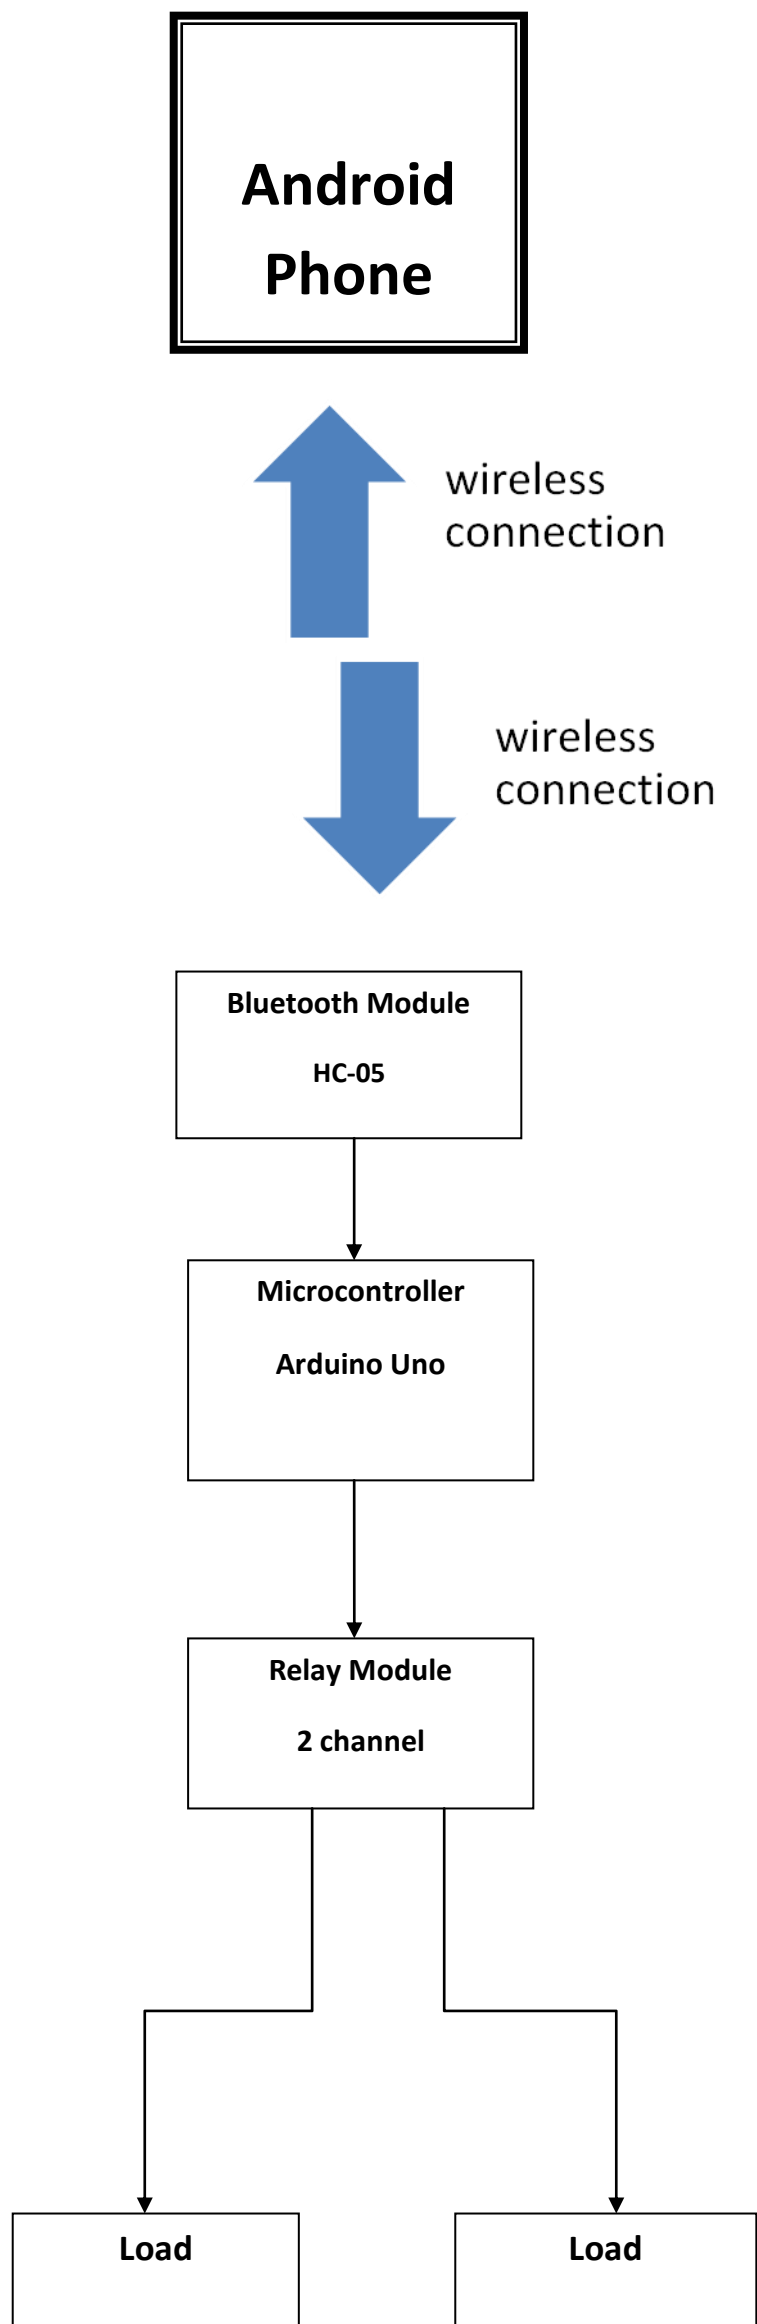 Android
Phone
wireless
connection
wireless
connection
Bluetooth Module
HC-05
Microcontroller
Arduino Uno
Relay Module
2 channel
Load
Load